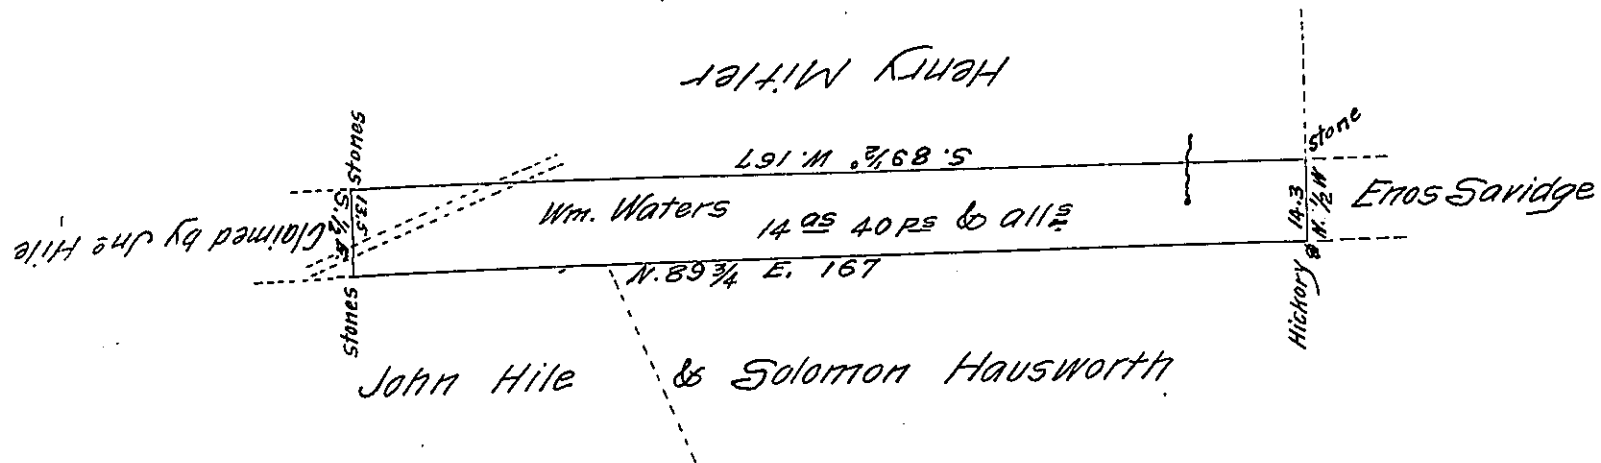 Henry Mitler
S. 89½° W. 167
stones
13.5
S. ½ E
Claimed by Jnº Hile
Wm. Waters
14 as 40 ps & alls
N. 89¾ E. 167
stones
stone
14.3
N. ½ W
Hickory
Enos Savidge
John Hile & Solomon Hausworth